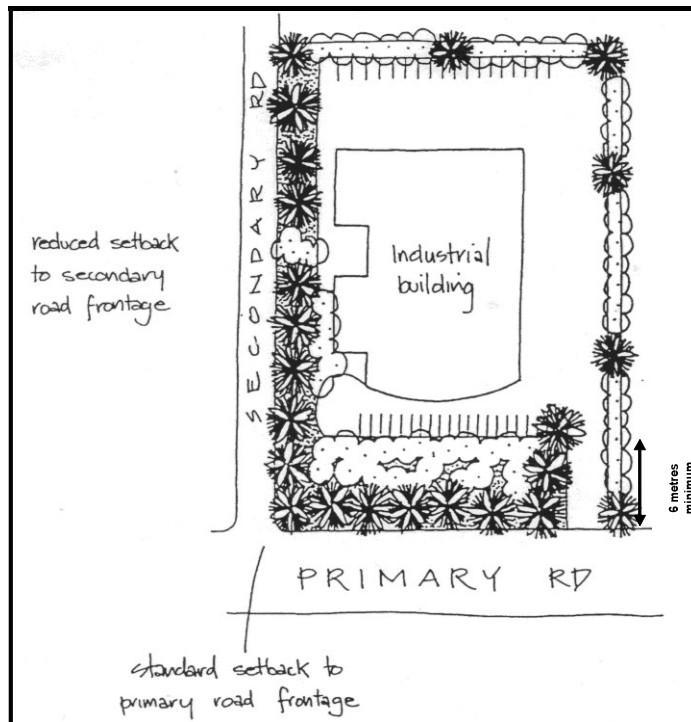 SECONDARY RD
reduced setback
to secondary
road frontage
Industrial
building
6 metres
minimum
PRIMARY RD
standard setback to
primary road frontage